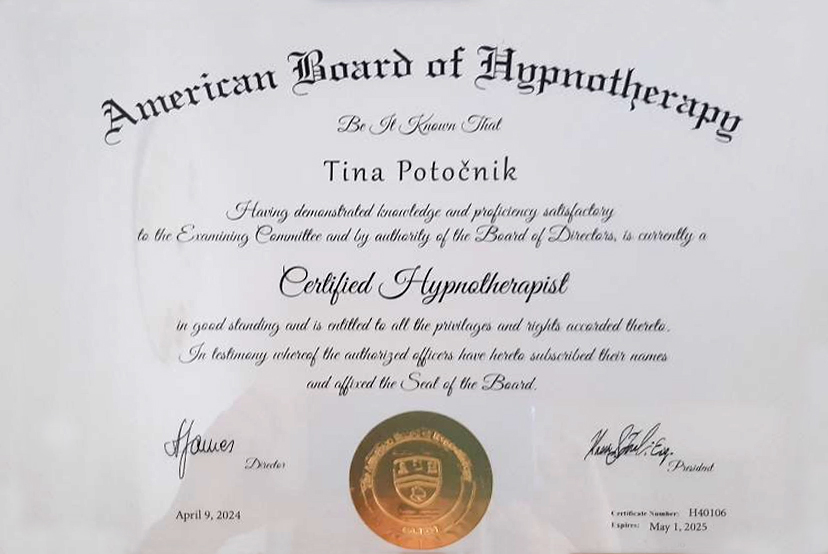 American Board of Hypnotherapy
Be It Known That
Tina Potočnik
Having demonstrated knowledge and proficiency satisfactory
to the Examining Committee and by authority of the Board of Directors, is currently a
Certified Hypnotherapist
in good standing and is entitled to all the privilages and rights accorded thereto.
In testimony whereof the authorized officers have hereto subscribed their names
and affixed the Seal of the Board.
Director
President
April 9, 2024
Certificate Number: H40106
Expires: May 1, 2025